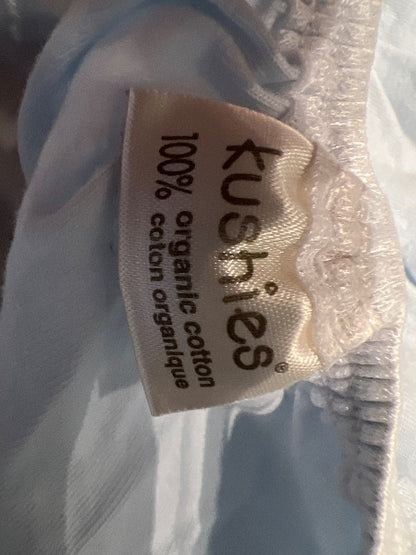 kushies®
100% organic cotton
coton organique